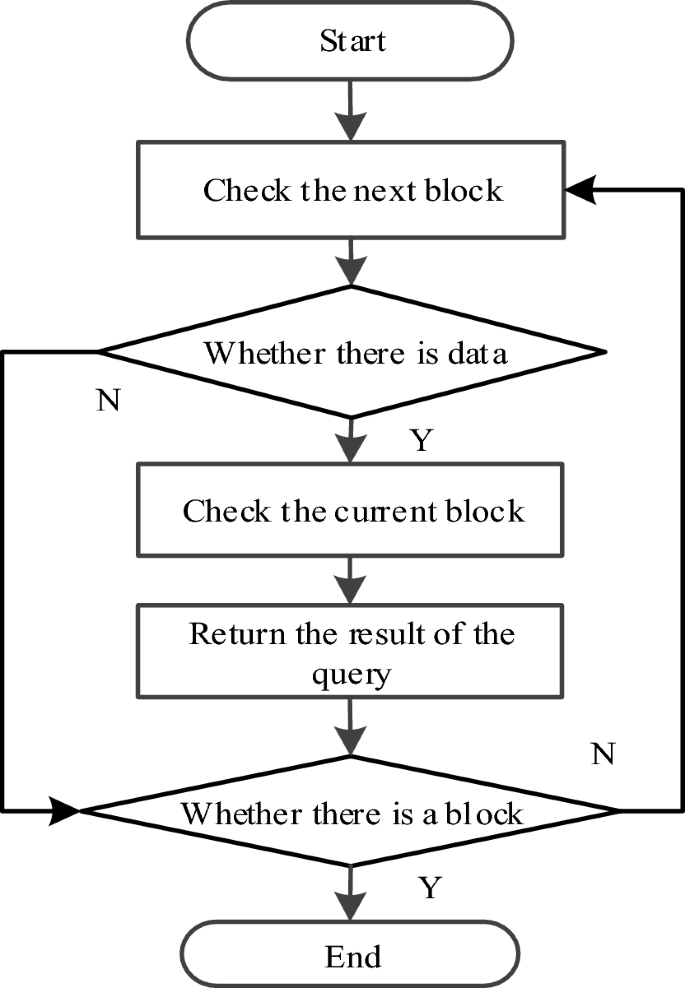 Start
Check the next block
Whether there is data
N
Y
Check the current block
Return the result of the
query
N
Whether there is a block
Y
End